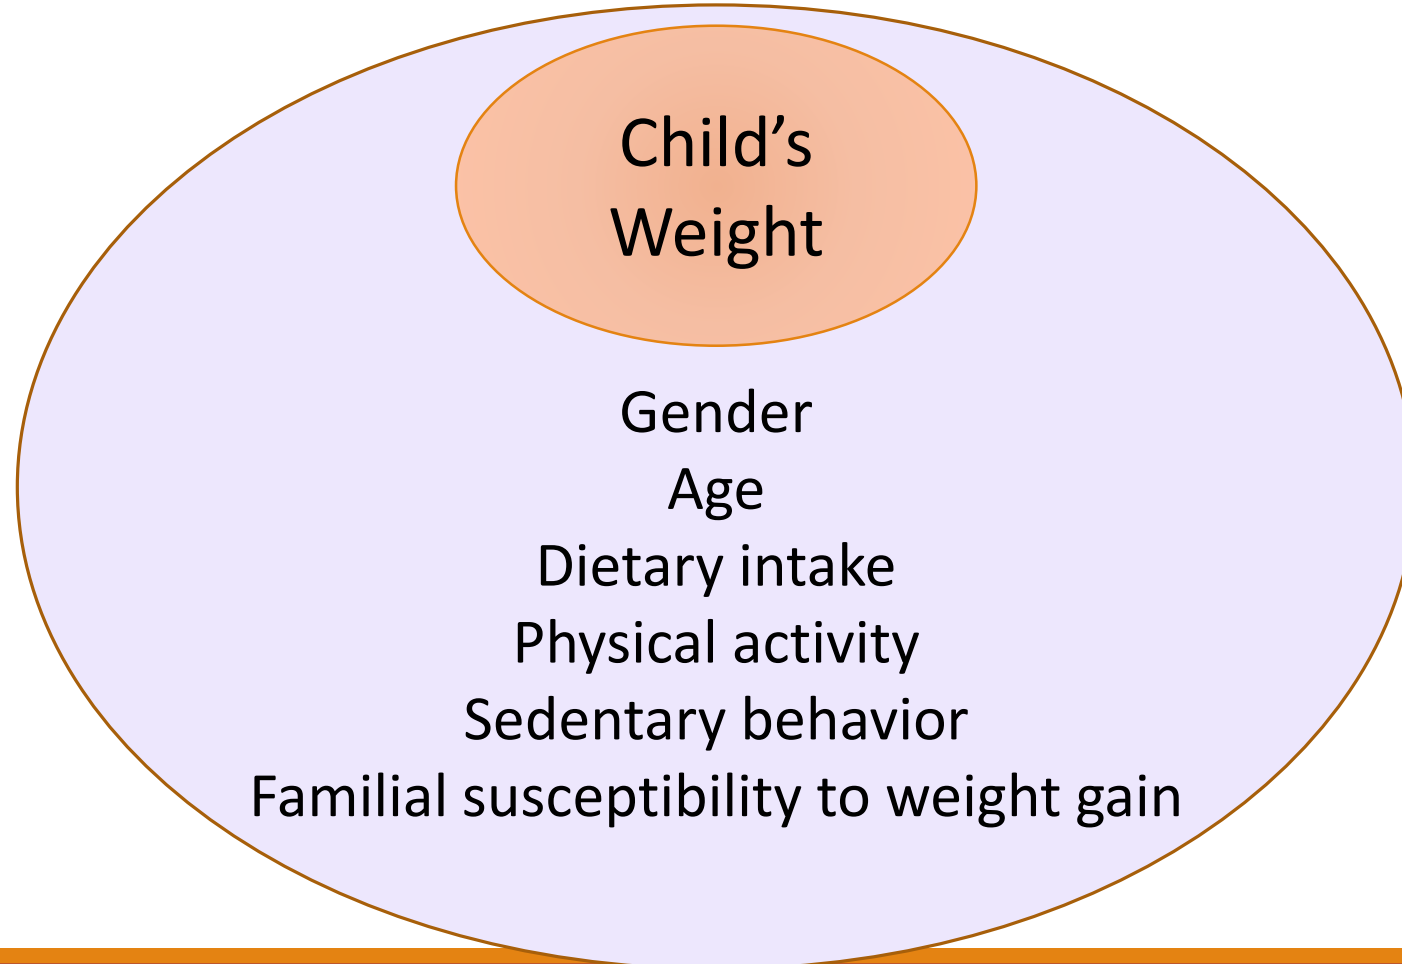 Child’s
Weight
Gender
Age
Dietary intake
Physical activity
Sedentary behavior
Familial susceptibility to weight gain